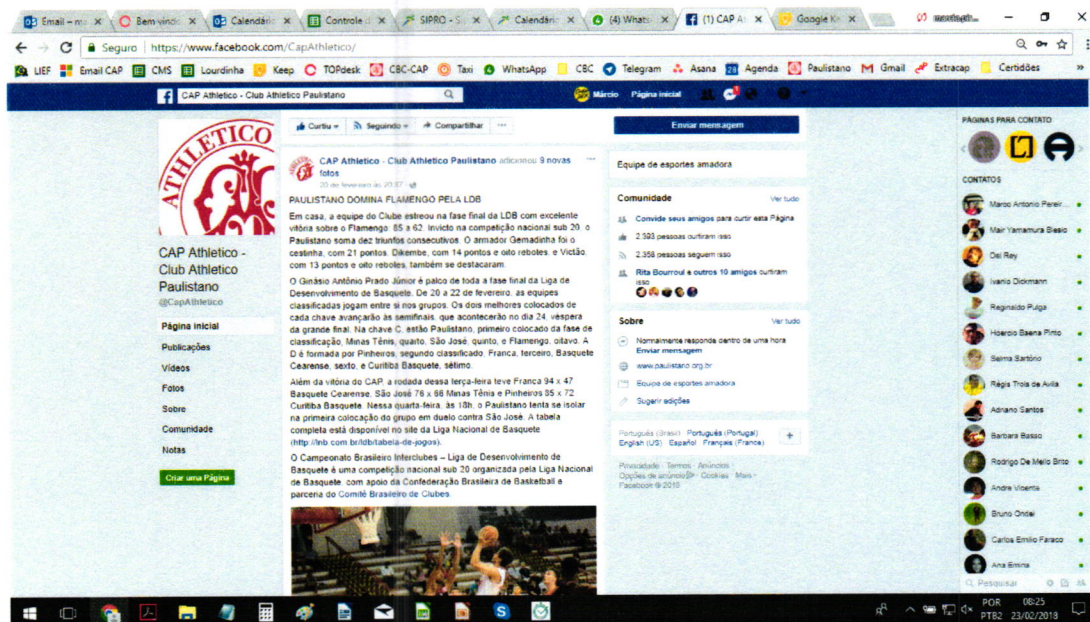 Email – ma
Bem vindo
Calendário
Controle d
SIPRO - S
Calendário
(4) Whats
(1) CAP A
Google K
Seguro | https://www.facebook.com/CapAthletico/
LIEF Email CAP CMS Lourdinha Keep TOPdesk CBC-CAP Taxi WhatsApp CBC Telegram Asana Agenda Paulistano Gmail Extracap Certidões
CAP Athletico - Club Athletico Paulistano
Márcio Página inicial
ATHLETICO
CAP Athletico -
Club Athletico
Paulistano
@CapAthletico
Página inicial
Publicações
Vídeos
Fotos
Sobre
Comunidade
Notas
Criar uma Página
Curtiu Seguindo Compartilhar
CAP Athletico - Club Athletico Paulistano adicionou 9 novas
fotos
20 de fevereiro às
PAULISTANO DOMINA FLAMENGO PELA LDB
Em casa, a equipe do Clube estreou na fase final da LDB com excelente
vitória sobre o Flamengo: 85 a 62. Invicto na competição nacional sub 20, o
Paulistano soma dez triunfos consecutivos. O armador Gemadinha foi o
cestinha, com 21 pontos. Dikembe, com 14 pontos e oito reboles, e Victão,
com 13 pontos e oito reboles, também se destacaram.
O Ginásio Antônio Prado Júnior é palco de toda a fase final da Liga de
Desenvolvimento de Basquete. De 20 a 22 de fevereiro, as equipes
classificadas jogam entre si nos grupos. Os dois melhores colocados de
cada chave avançarão às semifinais, que acontecerão no dia 24, véspera
da grande final. Na chave C, estão Paulistano, primeiro colocado da fase de
classificação, Minas Tênis, quarto, São José, quinto, e Flamengo, oitavo. A
D é formada por Pinheiros, segundo classificado, Franca, terceiro, Basquete
Cearense, sexto, e Curitiba Basquete, sétimo.
Além da vitória do CAP, a rodada dessa terça-feira teve Franca 94 x 47
Basquete Cearense, São José 76 x 66 Minas Tênis e Pinheiros 85 x 72
Curitiba Basquete. Nessa quarta-feira, às 18h, o Paulistano tenta se isolar
na primeira colocação do grupo em duelo contra São José. A tabela
completa está disponível no site da Liga Nacional de Basquete
(http://lnb.com.br/ldb/tabela-de-jogos).
O Campeonato Brasileiro Interclubes – Liga de Desenvolvimento de
Basquete é uma competição nacional sub 20 organizada pela Liga Nacional
de Basquete, com apoio da Confederação Brasileira de Basketball e
parceria do Comitê Brasileiro de Clubes.
Enviar mensagem
Equipe de esportes amadora
Comunidade Ver tudo
Convide seus amigos para curtir esta Página
2.393 pessoas curtiram isso
2.358 pessoas seguem isso
Rita Bourroul e outros 10 amigos curtiram
isso
Sobre Ver tudo
Normalmente responde dentro de uma hora
Enviar mensagem
www.paulistano.org.br
Equipe de esportes amadora
Sugerir edições
Português (Brasil) · Português (Portugal) ·
English (US) · Español · Français (France)
Privacidade · Termos · Anúncios ·
Opções de anúncio · Cookies · Mais ·
Facebook © 2018
PÁGINAS PARA CONTATO
CONTATOS
Marco Antonio Pereir...
Mair Yamamura Blesio
Del Rey
Ivanio Dickmann
Reginaldo Pulga
Hoercio Baena Pinto
Selma Sartório
Régis Trois de Avila
Adriano Santos
Barbara Basso
Rodrigo De Mello Brito
Andre Vicente
Bruno Ondei
Carlos Emilio Faraco
Ana Emina
Pesquisar
POR
PTB2
08:25
23/02/2018